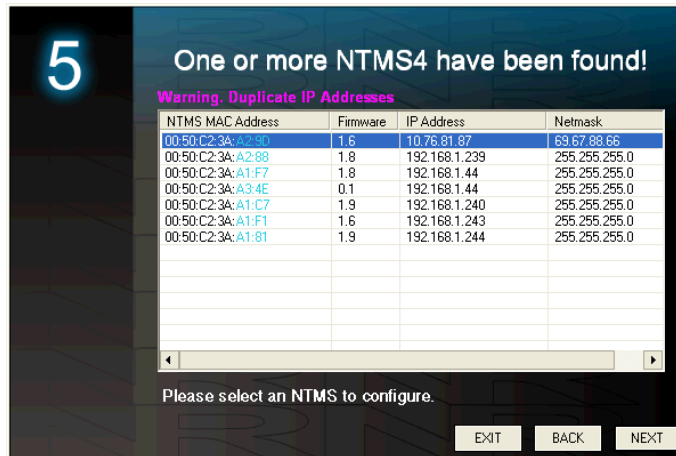 5
One or more NTMS4 have been found!
Warning. Duplicate IP Addresses
NTMS MAC Address Firmware IP Address Netmask
00:50:C2:3A:A2:9D 1.6 10.76.81.87 69.67.88.66
00:50:C2:3A:A2:88 1.8 192.168.1.239 255.255.255.0
00:50:C2:3A:A1:F7 1.8 192.168.1.44 255.255.255.0
00:50:C2:3A:A3:4E 0.1 192.168.1.44 255.255.255.0
00:50:C2:3A:A1:C7 1.9 192.168.1.240 255.255.255.0
00:50:C2:3A:A1:F1 1.6 192.168.1.243 255.255.255.0
00:50:C2:3A:A1:81 1.9 192.168.1.244 255.255.255.0
Please select an NTMS to configure.
EXIT BACK NEXT